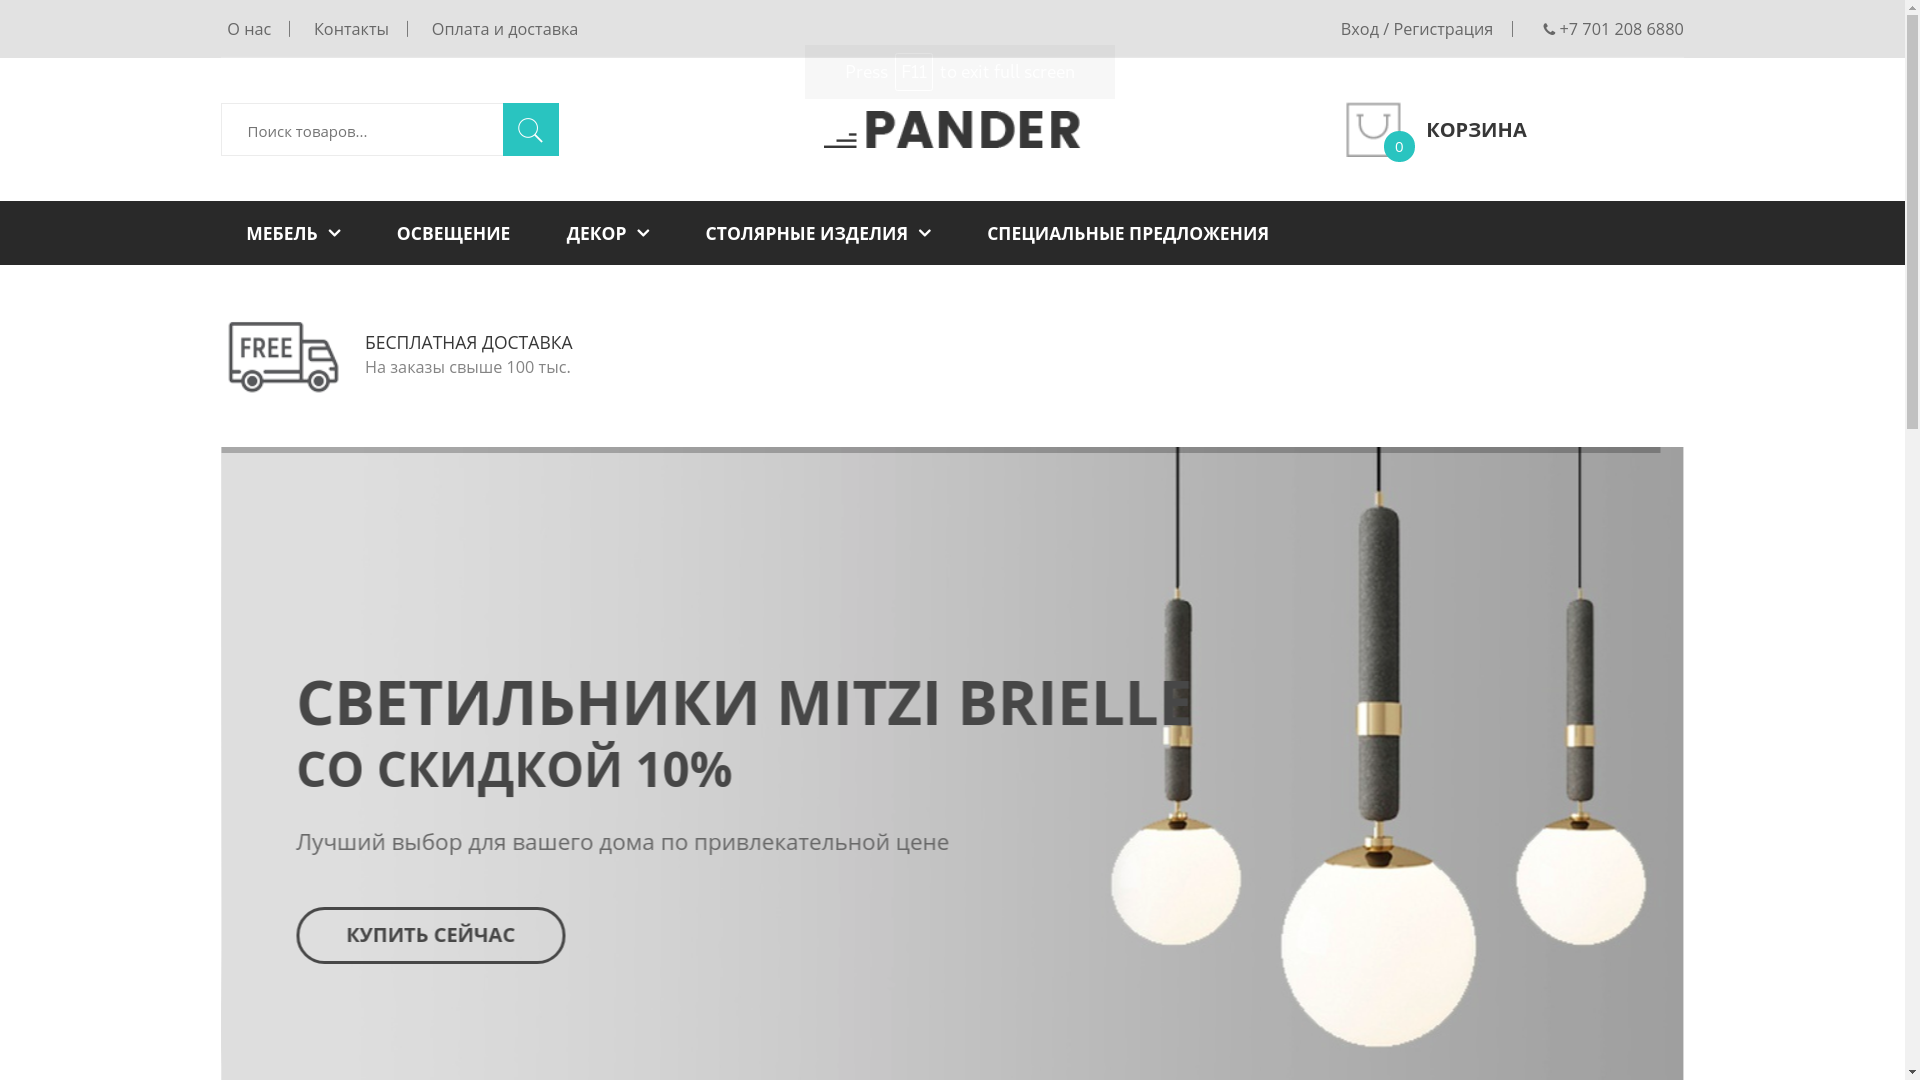 О нас
Контакты
Оплата и доставка
Вход / Регистрация
+7 701 208 6880
Press F11 to exit full screen
Поиск товаров...
PANDER
0
КОРЗИНА
МЕБЕЛЬ
ОСВЕЩЕНИЕ
ДЕКОР
СТОЛЯРНЫЕ ИЗДЕЛИЯ
СПЕЦИАЛЬНЫЕ ПРЕДЛОЖЕНИЯ
FREE
БЕСПЛАТНАЯ ДОСТАВКА
На заказы свыше 100 тыс.
СВЕТИЛЬНИКИ MITZI BRIELLE
СО СКИДКОЙ 10%
Лучший выбор для вашего дома по привлекательной цене
КУПИТЬ СЕЙЧАС